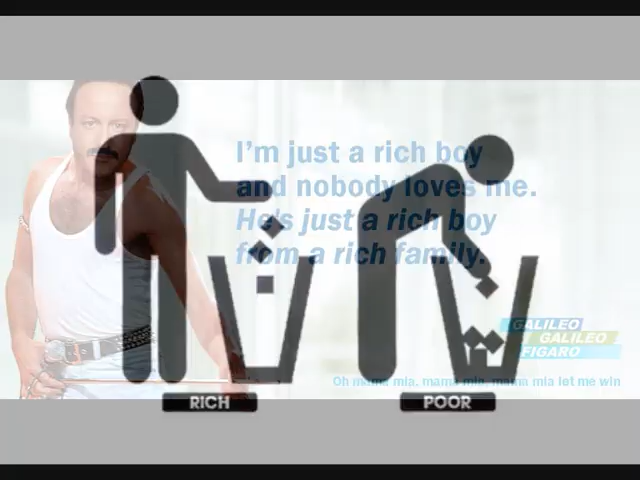 I'm just a rich boy
and nobody loves me.
He's just a rich boy
from a rich family.
GALILEO
GALILEO
FIGARO
Oh mama mia, mama mia, mama mia let me win
RICH
POOR